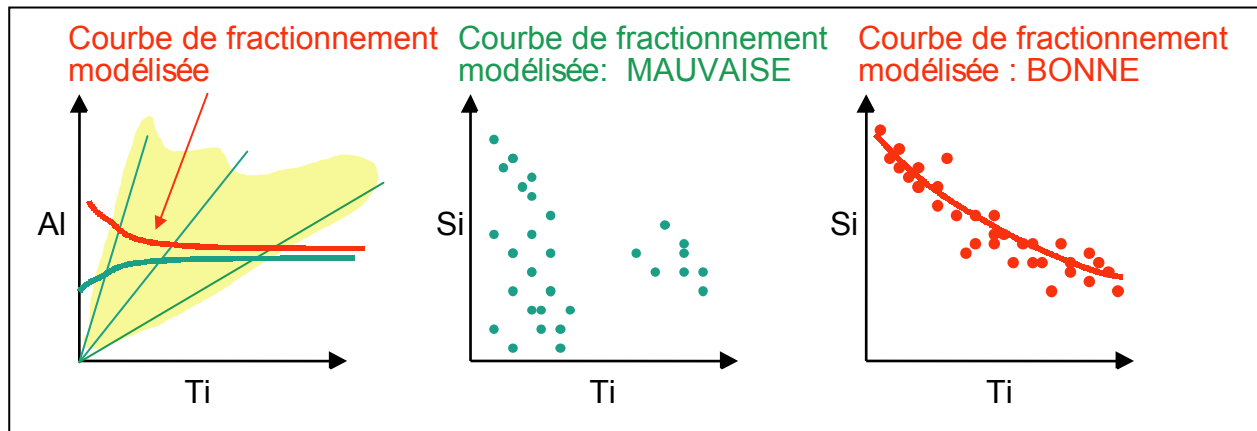 Courbe de fractionnement
modélisée
Al
Ti
Courbe de fractionnement
modélisée: MAUVAISE
Si
Ti
Courbe de fractionnement
modélisée : BONNE
Si
Ti